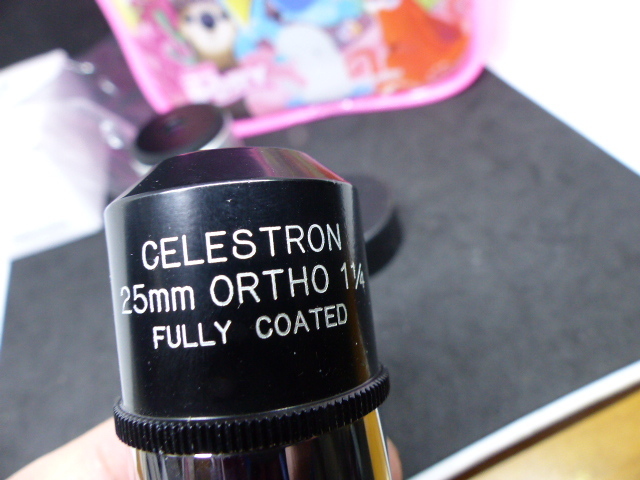 CELESTRON
25mm ORTHO 1¼
FULLY COATED